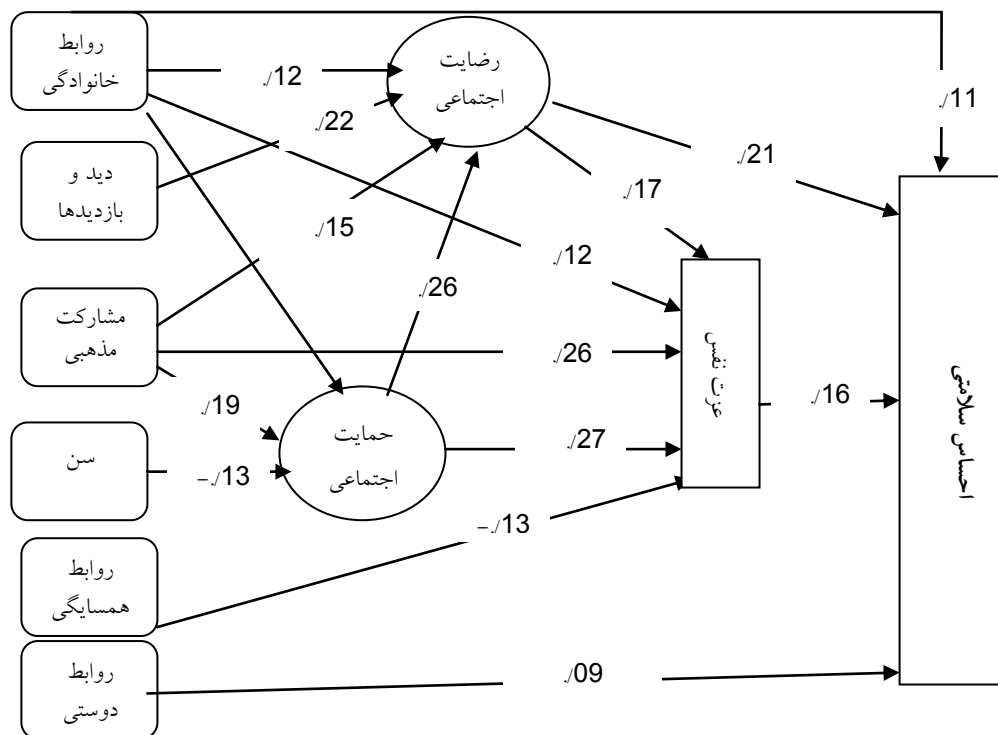 روابط
خانوادگی
دید و
بازدیدها
مشارکت
مذهبی
سن
روابط
همسایگی
روابط
دوستی
رضایت
اجتماعی
حمایت
اجتماعی
عزت نفس
احساس سلامتی
./12
./22
./15
./26
./19
–./13
./11
./21
./17
./12
./26
./27
./16
–./13
./09